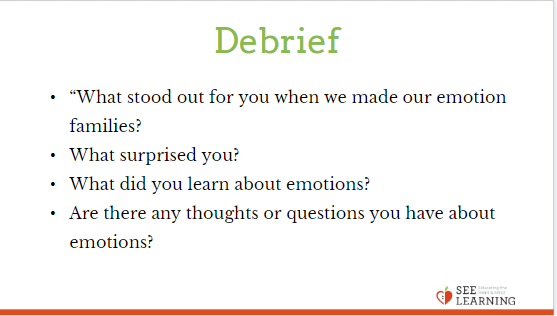 Debrief
• “What stood out for you when we made our emotion
families?
• What surprised you?
• What did you learn about emotions?
• Are there any thoughts or questions you have about
emotions?
SEE
LEARNING
Educating the
Heart & Mind